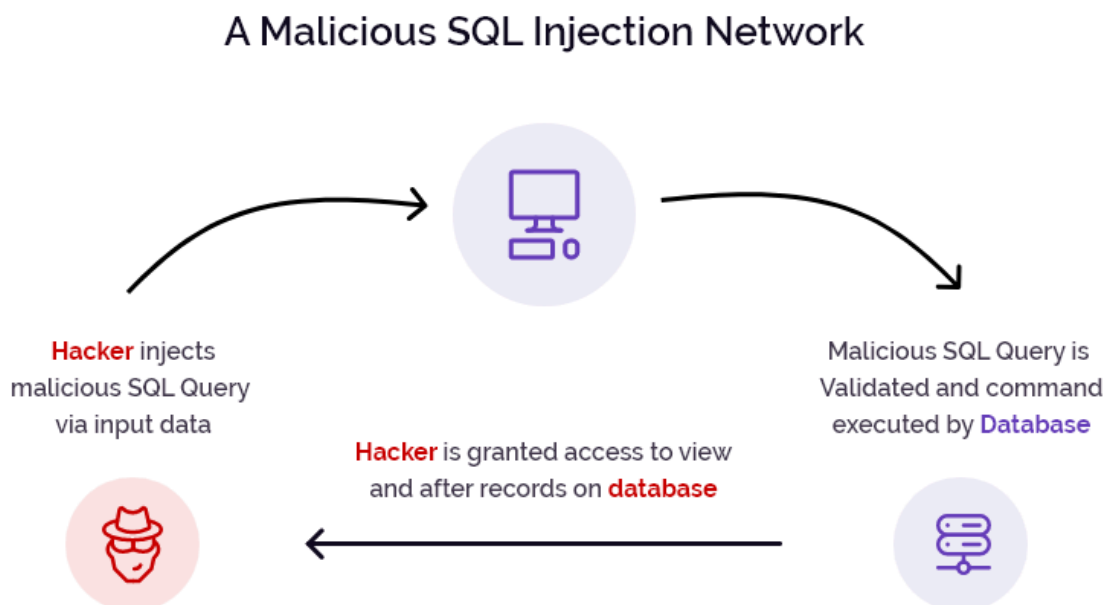 A Malicious SQL Injection Network
Hacker injects
malicious SQL Query
via input data
Malicious SQL Query is
Validated and command
executed by Database
Hacker is granted access to view
and after records on database